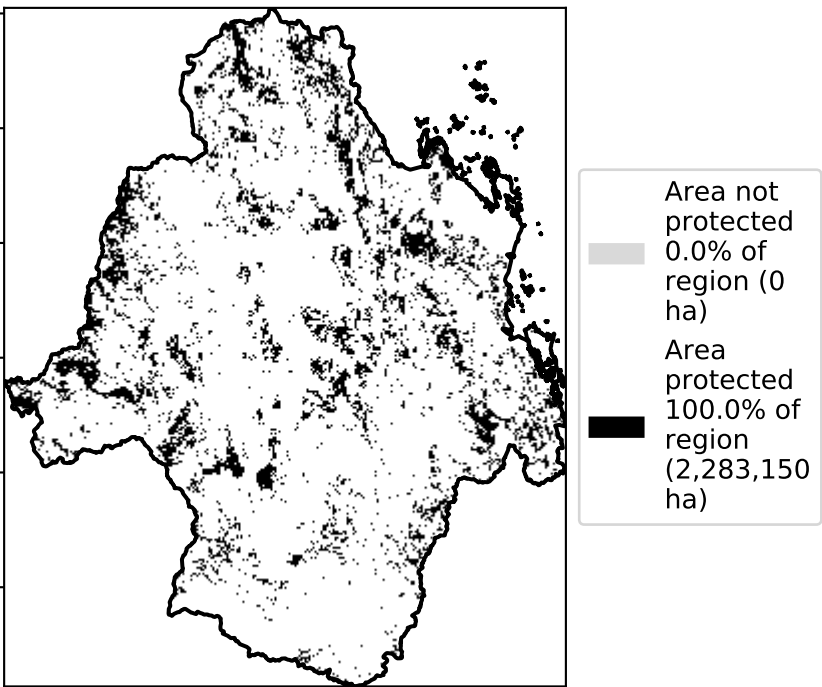 Area not
protected
0.0% of
region (0
ha)
Area
protected
100.0% of
region
(2,283,150
ha)